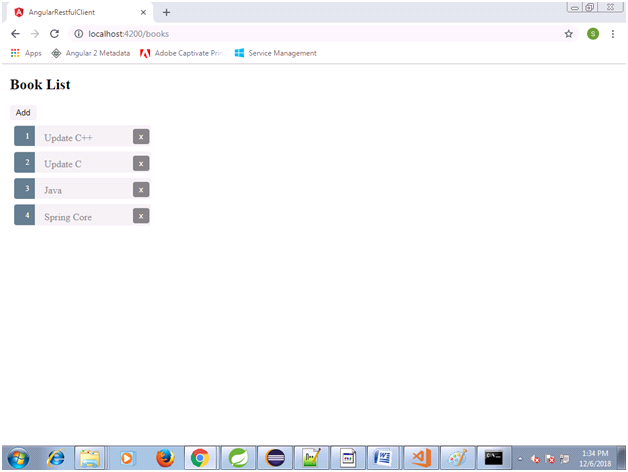 AngularRestfulClient
localhost:4200/books
S
Apps Angular 2 Metadata Adobe Captivate Prin Service Management
Book List
Add
1 Update C++ x
2 Update C x
3 Java x
4 Spring Core x
1:34 PM
12/6/2018